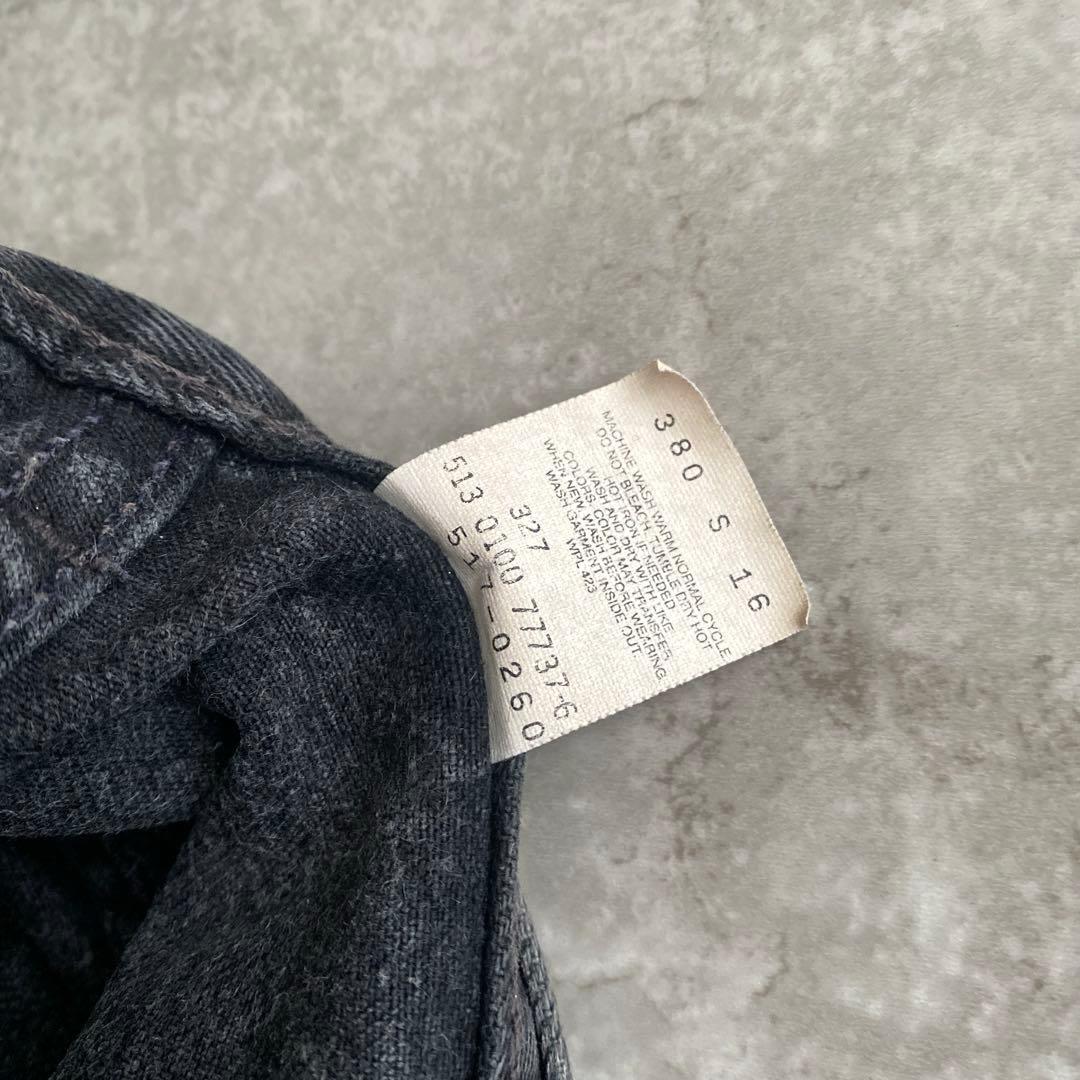 380 S 16
MACHINE WASH WARM NORMAL CYCLE
DO NOT BLEACH. TUMBLE DRY HOT
HOT IRON IF NEEDED
WASH AND DRY WITH LIKE
COLORS. COLOR MAY TRANSFER
WHEN NEW. WASH BEFORE WEARING
WASH GARMENT INSIDE OUT.
WPL 423
327
513 0100 77737-6
517-0260